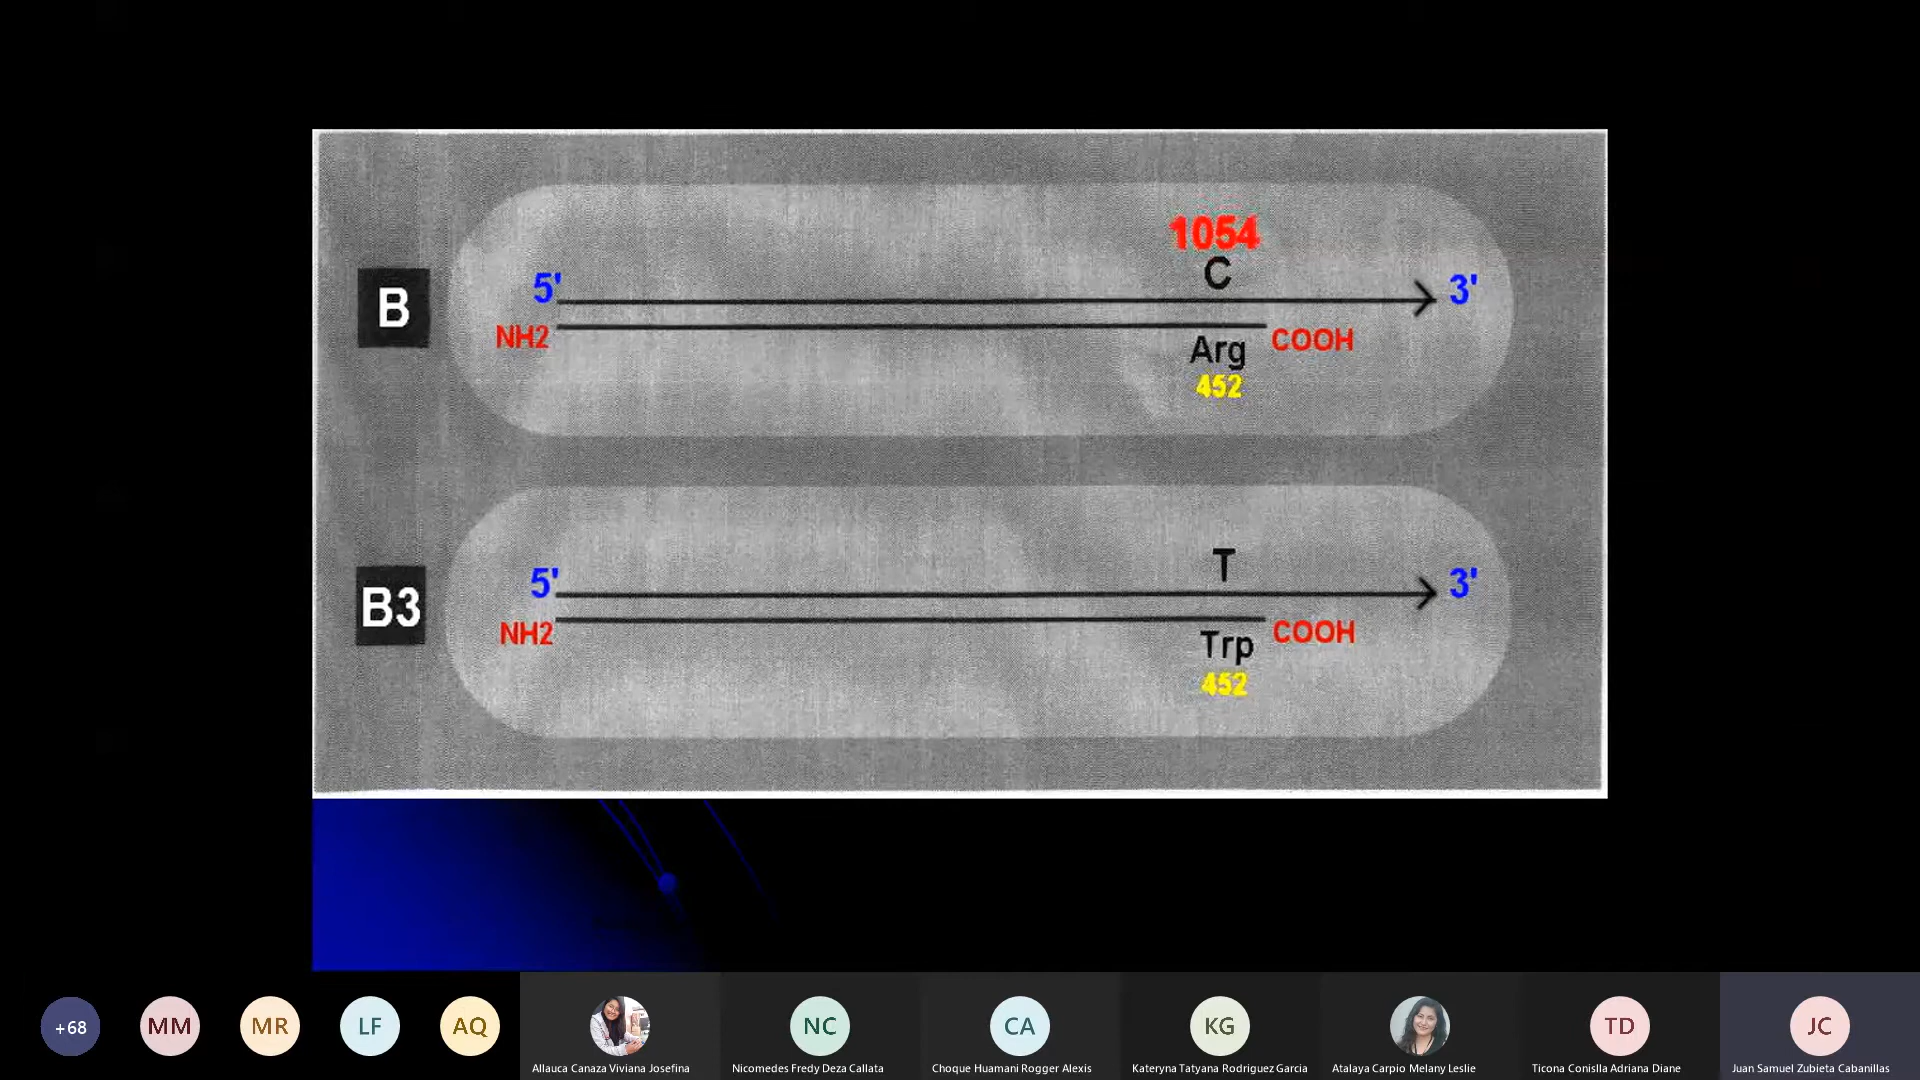 1054
C
5'
3'
B
NH2
COOH
Arg
452
T
5'
3'
B3
NH2
COOH
Trp
452
+68
MM
MR
LF
AQ
NC
CA
KG
TD
JC
Allauca Canaza Viviana Josefina
Nicomedes Fredy Deza Callata
Choque Huamani Rogger Alexis
Kateryna Tatyana Rodriguez Garcia
Atalaya Carpio Melany Leslie
Ticona Conislla Adriana Diane
Juan Samuel Zubieta Cabanillas